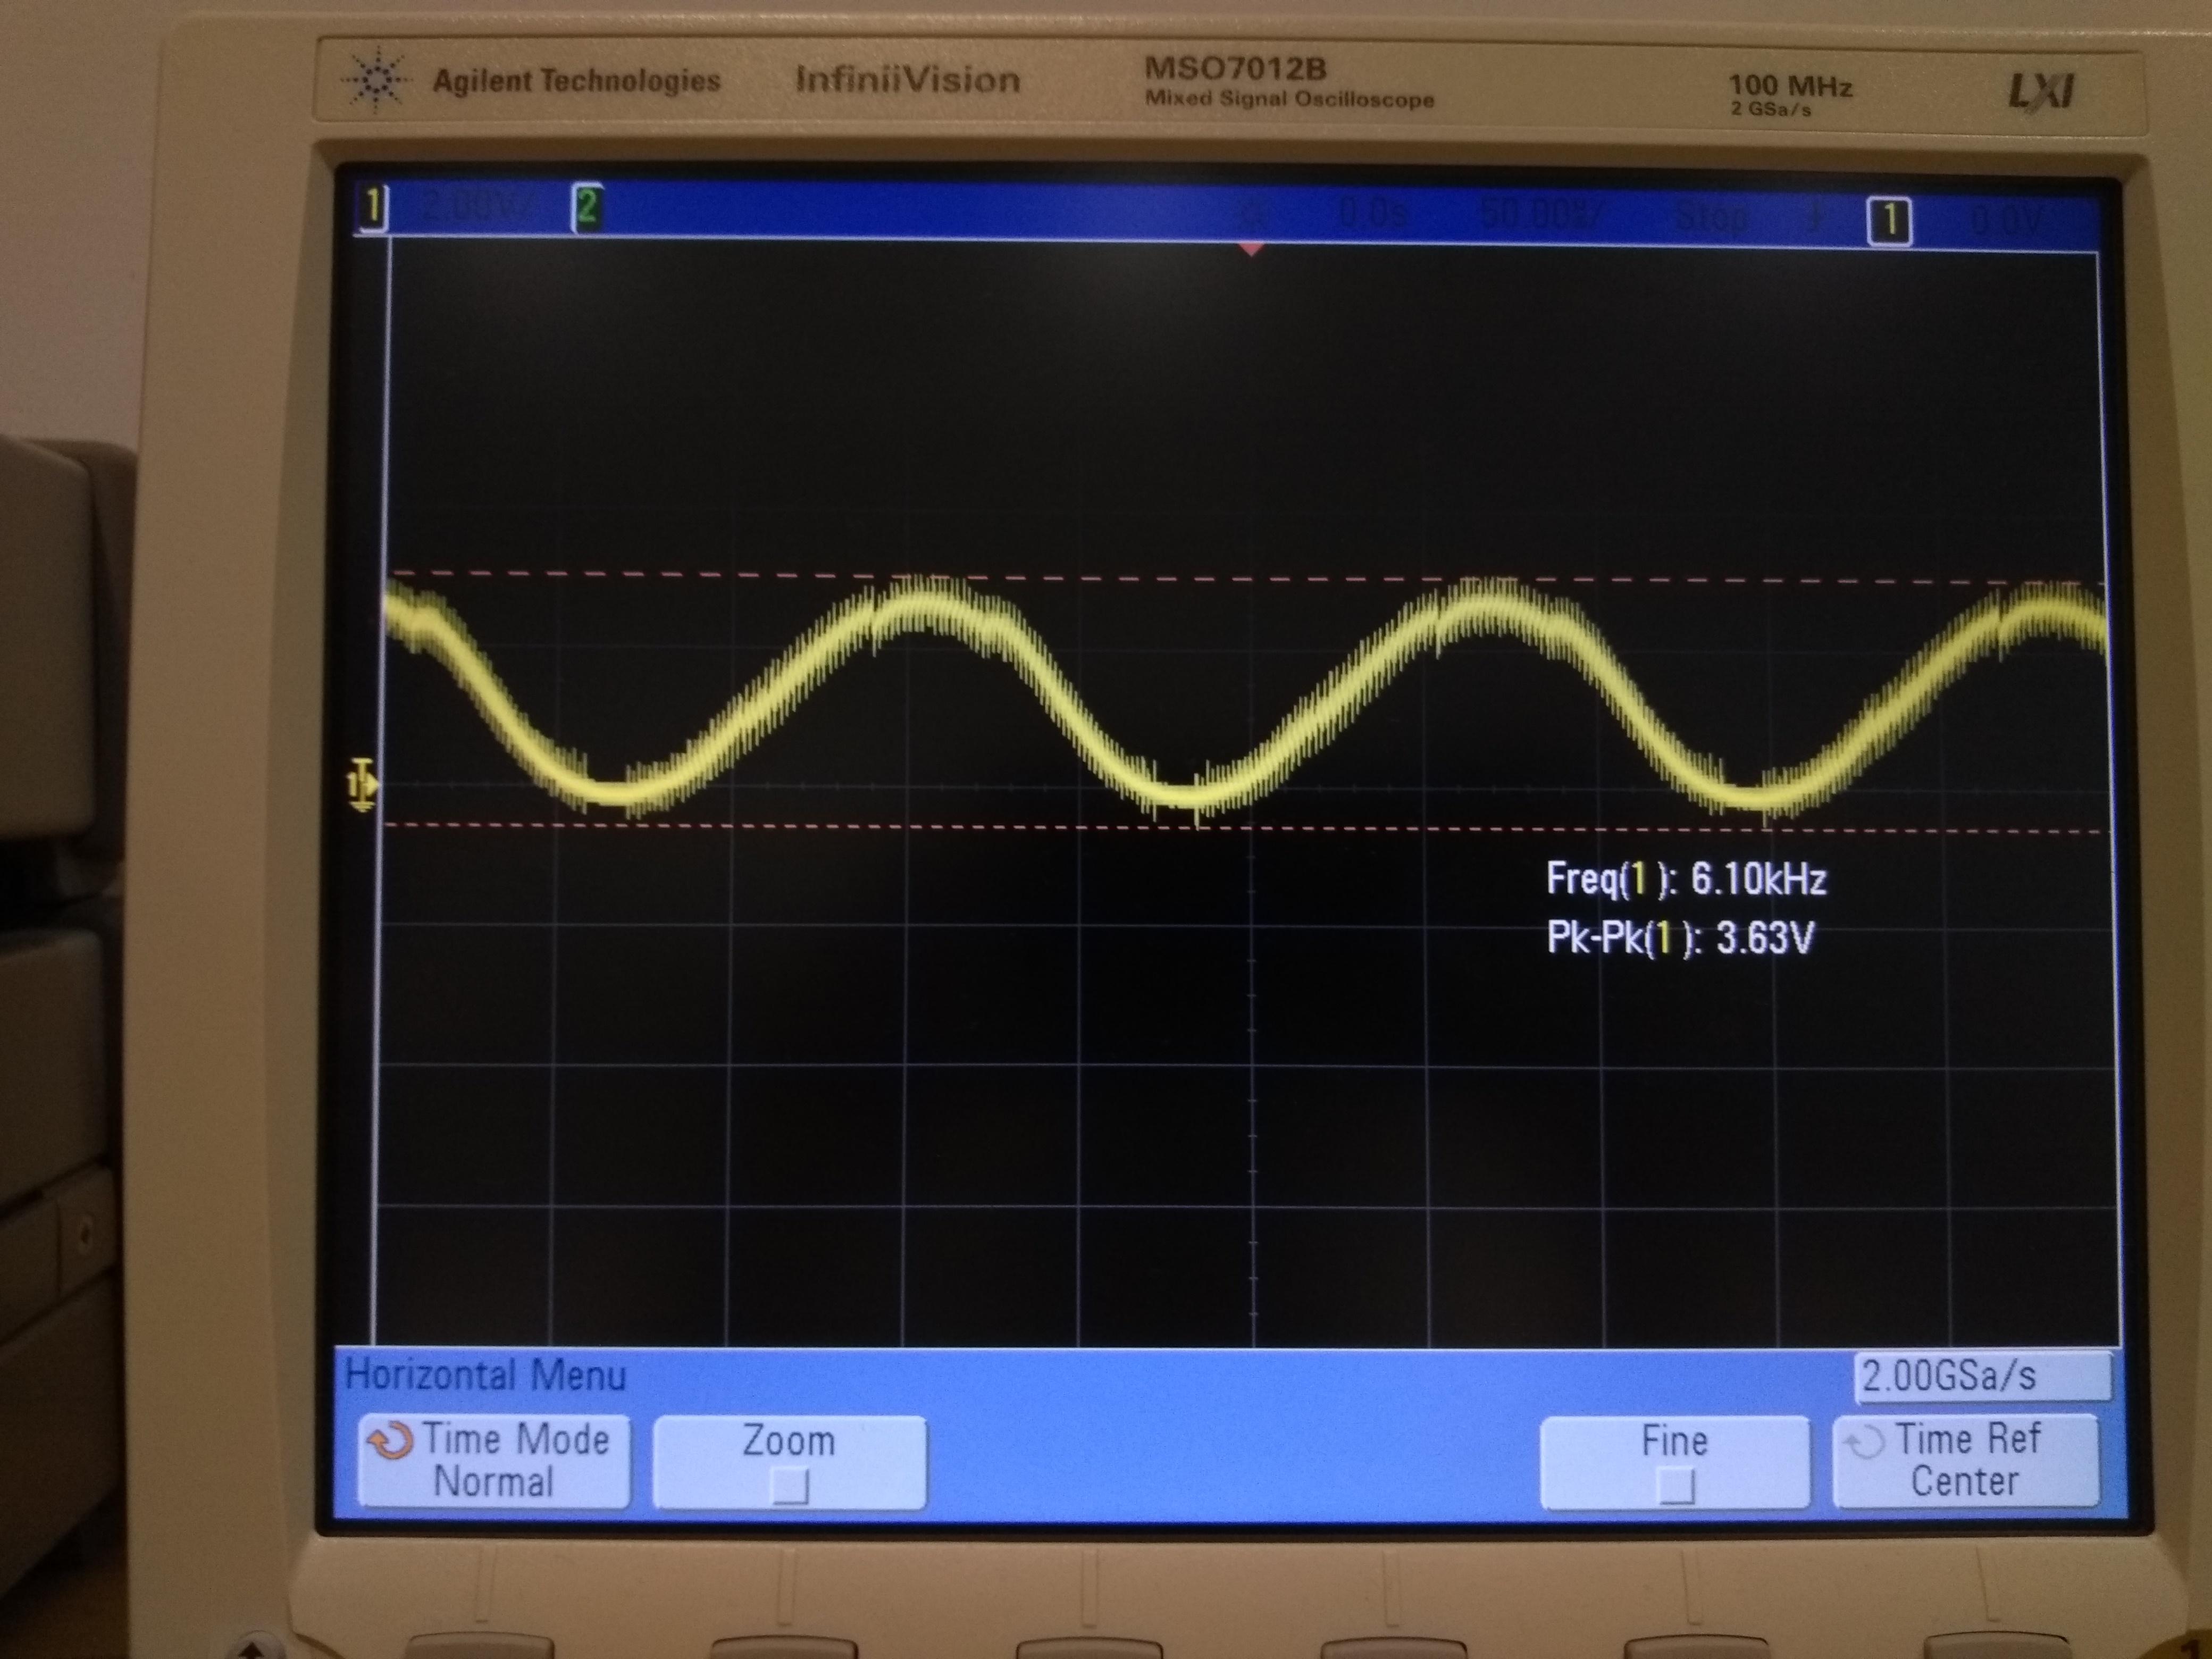 Agilent Technologies InfiniiVision MSO7012B 100 MHz LXI
Mixed Signal Oscilloscope 2 GSa/s
1 2.00V/ 2 0.0s 50.00%/ Stop 1 0.0V
1
Freq(1): 6.10kHz
Pk-Pk(1): 3.63V
Horizontal Menu 2.00GSa/s
Time Mode Zoom Fine Time Ref
Normal Center